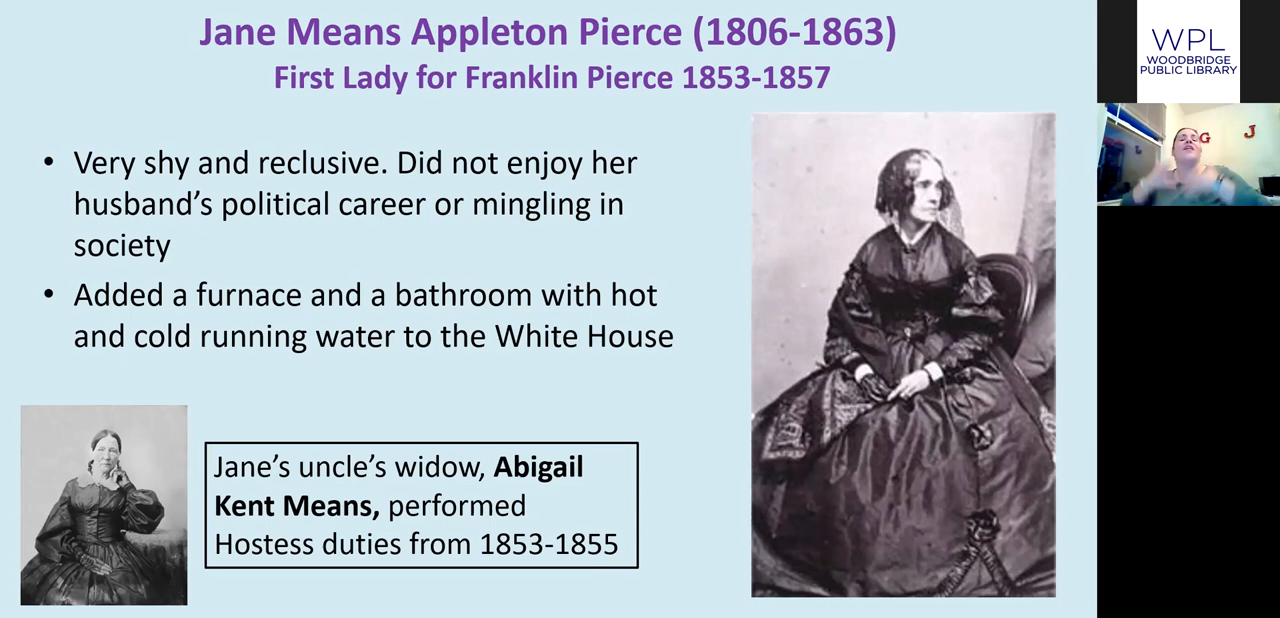 Jane Means Appleton Pierce (1806-1863)
First Lady for Franklin Pierce 1853-1857
• Very shy and reclusive. Did not enjoy her
husband’s political career or mingling in
society
• Added a furnace and a bathroom with hot
and cold running water to the White House
Jane’s uncle’s widow, Abigail
Kent Means, performed
Hostess duties from 1853-1855
WPL
WOODBRIDGE
PUBLIC LIBRARY
G J